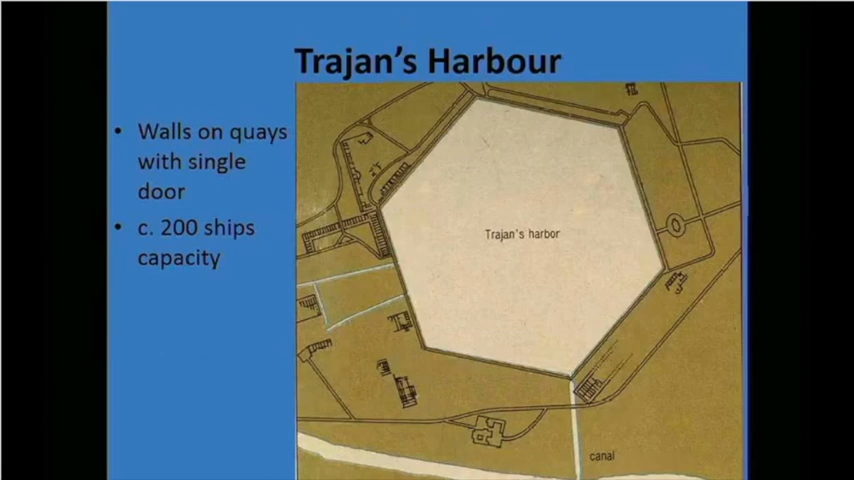 Trajan's Harbour
• Walls on quays
with single
door
• c. 200 ships
capacity
Trajan's harbor
canal